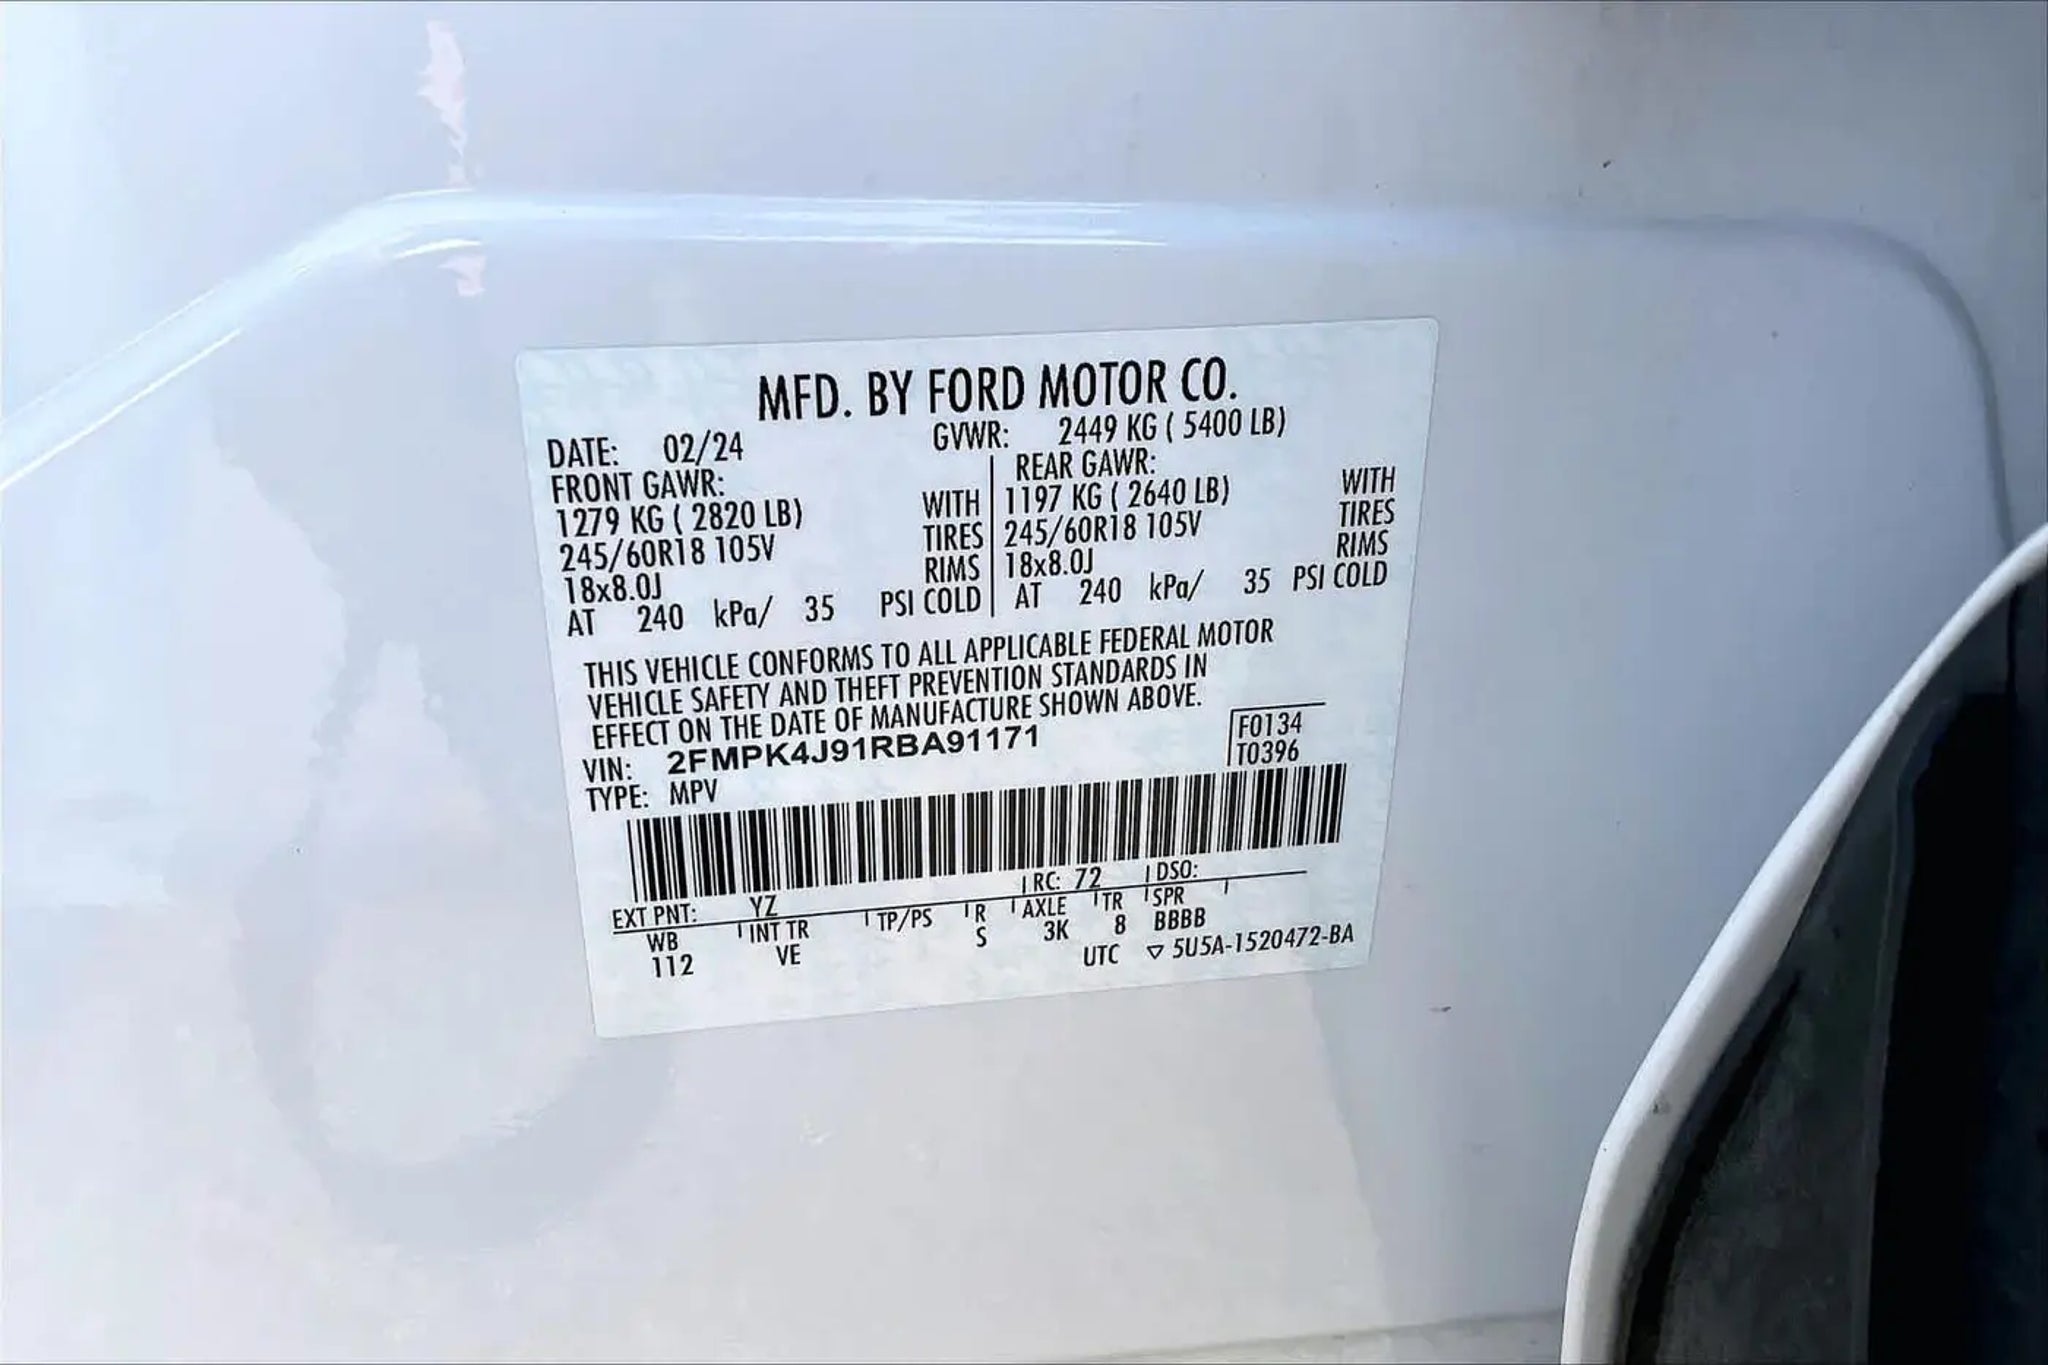 MFD. BY FORD MOTOR CO.
DATE: 02/24 GVWR: 2449 KG ( 5400 LB)
FRONT GAWR: REAR GAWR:
1279 KG ( 2820 LB) WITH 1197 KG ( 2640 LB) WITH
245/60R18 105V TIRES 245/60R18 105V TIRES
18x8.0J RIMS 18x8.0J RIMS
AT 240 kPa/ 35 PSI COLD AT 240 kPa/ 35 PSI COLD
THIS VEHICLE CONFORMS TO ALL APPLICABLE FEDERAL MOTOR
VEHICLE SAFETY AND THEFT PREVENTION STANDARDS IN
EFFECT ON THE DATE OF MANUFACTURE SHOWN ABOVE.
VIN: 2FMPK4J91RBA91171 F0134
TYPE: MPV T0396
EXT PNT: YZ RC: 72 DSO:
WB INT TR TP/PS R AXLE TR SPR
112 VE S 3K 8 BBBB
UTC ▽ 5U5A-1520472-BA